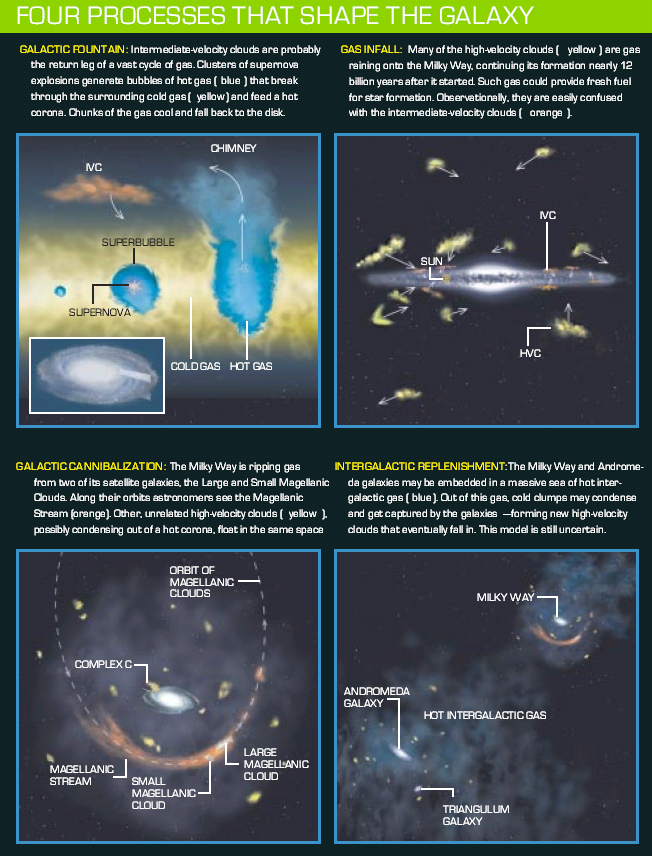 FOUR PROCESSES THAT SHAPE THE GALAXY
GALACTIC FOUNTAIN: Intermediate-velocity clouds are probably
the return leg of a vast cycle of gas. Clusters of supernova
explosions generate bubbles of hot gas ( blue ) that break
through the surrounding cold gas ( yellow ) and feed a hot
corona. Chunks of the gas cool and fall back to the disk.
GAS INFALL: Many of the high-velocity clouds ( yellow ) are gas
raining onto the Milky Way, continuing its formation nearly 12
billion years after it started. Such gas could provide fresh fuel
for star formation. Observationally, they are easily confused
with the intermediate-velocity clouds ( orange ).
CHIMNEY
IVC
SUPERBUBBLE
SUPERNOVA
COLD GAS
HOT GAS
IVC
SUN
HVC
GALACTIC CANNIBALIZATION: The Milky Way is ripping gas
from two of its satellite galaxies, the Large and Small Magellanic
Clouds. Along their orbits astronomers see the Magellanic
Stream (orange). Other, unrelated high-velocity clouds ( yellow ),
possibly condensing out of a hot corona, float in the same space
INTERGALACTIC REPLENISHMENT: The Milky Way and Androme-
da galaxies may be embedded in a massive sea of hot inter-
galactic gas ( blue ). Out of this gas, cold clumps may condense
and get captured by the galaxies —forming new high-velocity
clouds that eventually fall in. This model is still uncertain.
ORBIT OF
MAGELLANIC
CLOUDS
COMPLEX C
MAGELLANIC
STREAM
SMALL
MAGELLANIC
CLOUD
LARGE
MAGELLANIC
CLOUD
MILKY WAY
ANDROMEDA
GALAXY
HOT INTERGALACTIC GAS
TRIANGULUM
GALAXY